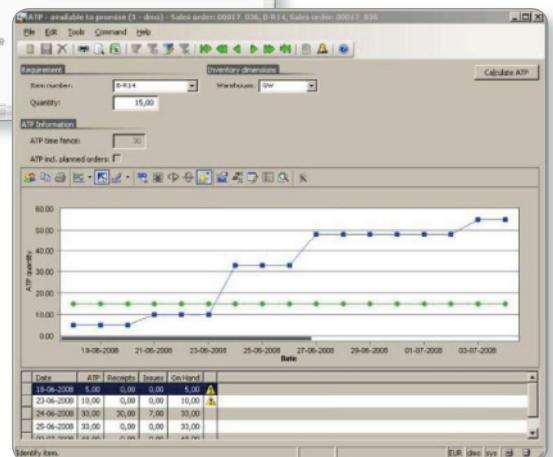 ATP - available to promise (1 - dmo) - Sales order: 00017_036, B-R14, Sales order: 00017_036
File Edit Tools Command Help
Requirement Inventory dimensions Calculate ATP
Item number: B-R14 Warehouse: GW
Quantity: 15,00
ATP Information
ATP time fence: 30
ATP incl. planned orders:
60.00
50.00
40.00
30.00
20.00
10.00
0.00
ATP quantity
19-06-2008 21-06-2008 23-06-2008 25-06-2008 27-06-2008 29-06-2008 01-07-2008 03-07-2008
Date
Date ATP Receipts Issues On Hand
18-06-2008 5,00 0,00 0,00 5,00
23-06-2008 10,00 0,00 0,00 10,00
24-06-2008 33,00 30,00 7,00 33,00
25-06-2008 33,00 0,00 0,00 33,00
Identify item. EUR dmo sys